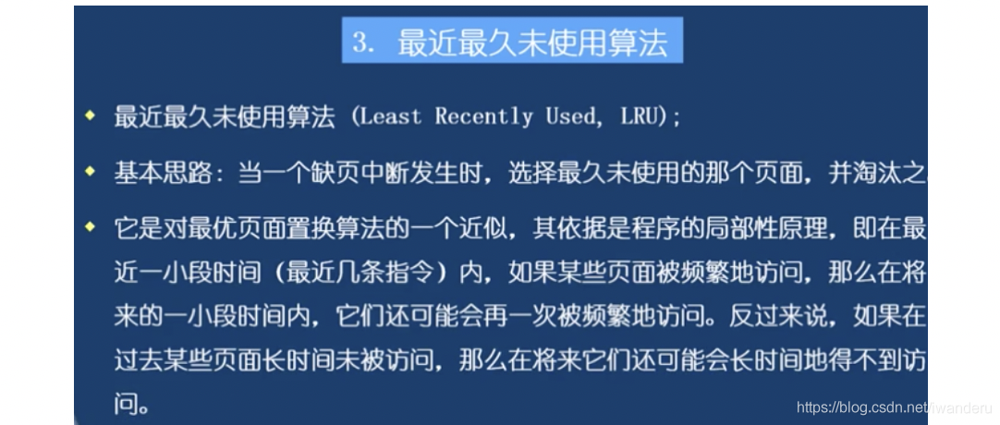 3. 最近最久未使用算法
最近最久未使用算法 (Least Recently Used, LRU);
基本思路: 当一个缺页中断发生时, 选择最久未使用的那个页面, 并淘汰之
它是对最优页面置换算法的一个近似, 其依据是程序的局部性原理, 即在最
近一小段时间 (最近几条指令) 内, 如果某些页面被频繁地访问, 那么在将
来的一小段时间内, 它们还可能会再一次被频繁地访问。反过来说, 如果在
过去某些页面长时间未被访问, 那么在将来它们还可能会长时间地得不到访
问。
https://blog.csdn.net/iwanderu